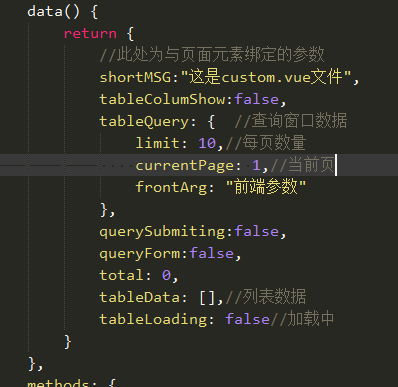 data() {
return {
//此处为与页面元素绑定的参数
shortMSG:"这是custom.vue文件",
tableColumShow:false,
tableQuery: {  //查询窗口数据
limit: 10,//每页数量
currentPage: 1,//当前页
frontArg: "前端参数"
},
querySubmiting:false,
queryForm:false,
total: 0,
tableData: [],//列表数据
tableLoading: false//加载中
}
},
methods: {